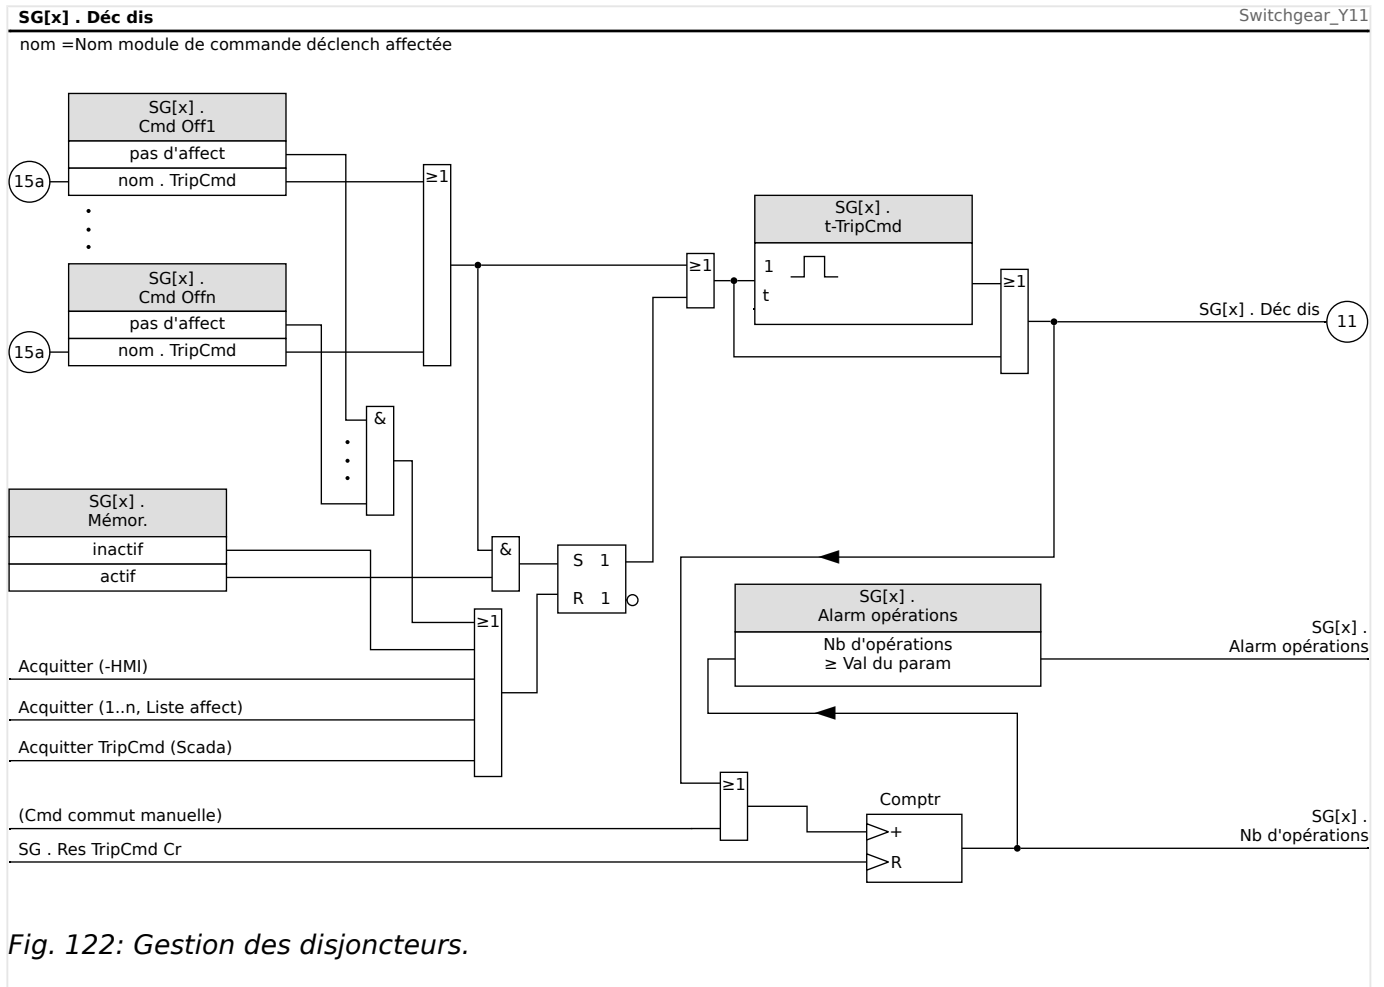 SG[x] . Déc dis
Switchgear_Y11
nom =Nom module de commande déclench affectée
SG[x] .
Cmd Off1
pas d'affect
15a
nom . TripCmd
≥1
SG[x] .
t-TripCmd
SG[x] .
Cmd Offn
pas d'affect
15a
nom . TripCmd
≥1
1
t
≥1
SG[x] . Déc dis
11
&
SG[x] .
Mémor.
inactif
actif
&
S 1
R 1
≥1
Acquitter (-HMI)
Acquitter (1..n, Liste affect)
Acquitter TripCmd (Scada)
SG[x] .
Alarm opérations
Nb d'opérations
≥ Val du param
SG[x] .
Alarm opérations
≥1
(Cmd commut manuelle)
SG . Res TripCmd Cr
Comptr
+
R
SG[x] .
Nb d'opérations
Fig. 122: Gestion des disjoncteurs.